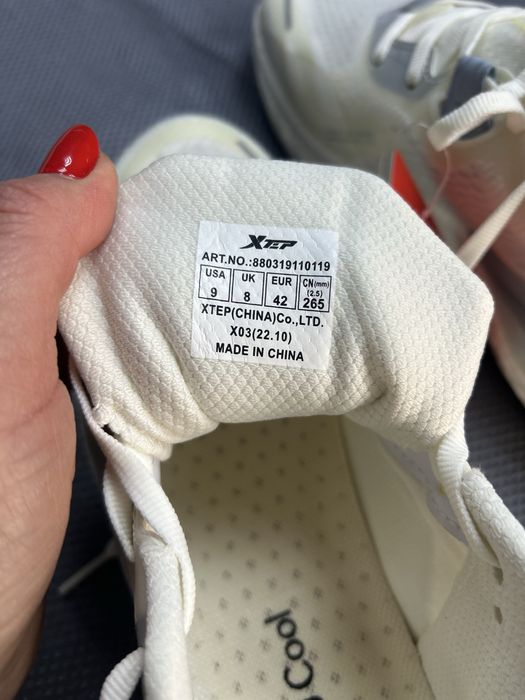 XTEP
ART.NO.:880319110119
USA UK EUR CN(mm)
9 8 42 (2.5) 265
XTEP(CHINA)Co.,LTD.
X03(22.10)
MADE IN CHINA
Cool